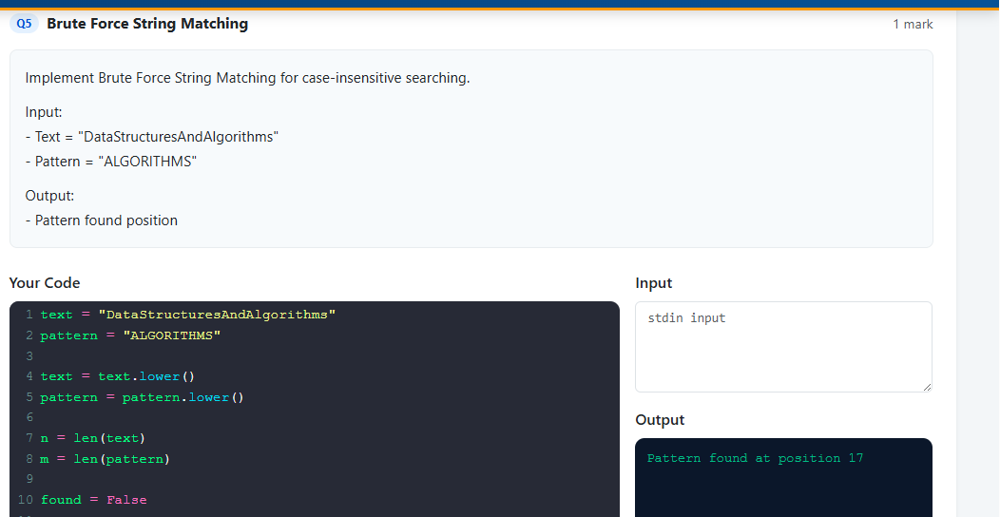 Q5 Brute Force String Matching 1 mark
Implement Brute Force String Matching for case-insensitive searching.
Input:
- Text = "DataStructuresAndAlgorithms"
- Pattern = "ALGORITHMS"
Output:
- Pattern found position
Your Code
1 text = "DataStructuresAndAlgorithms"
2 pattern = "ALGORITHMS"
3
4 text = text.lower()
5 pattern = pattern.lower()
6
7 n = len(text)
8 m = len(pattern)
9
10 found = False
Input
stdin input
Output
Pattern found at position 17